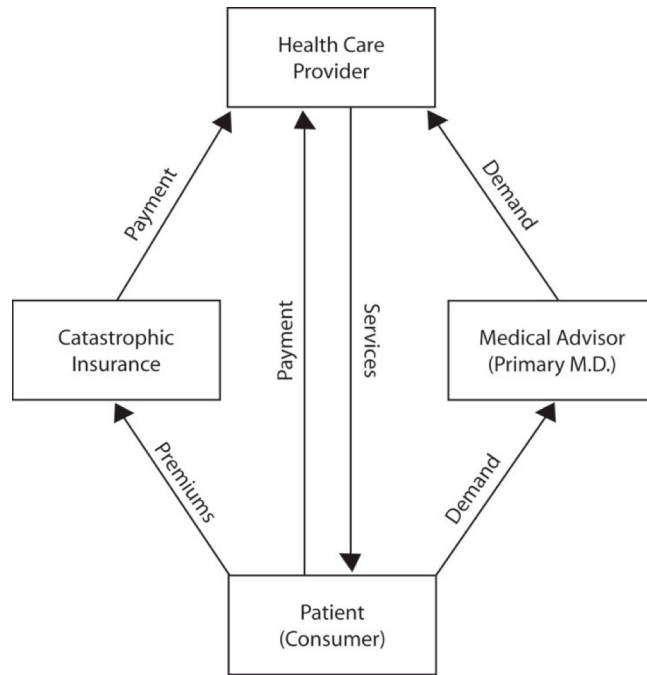 Health Care
Provider
Payment
Demand
Catastrophic
Insurance
Payment
Services
Medical Advisor
(Primary M.D.)
Premiums
Demand
Patient
(Consumer)